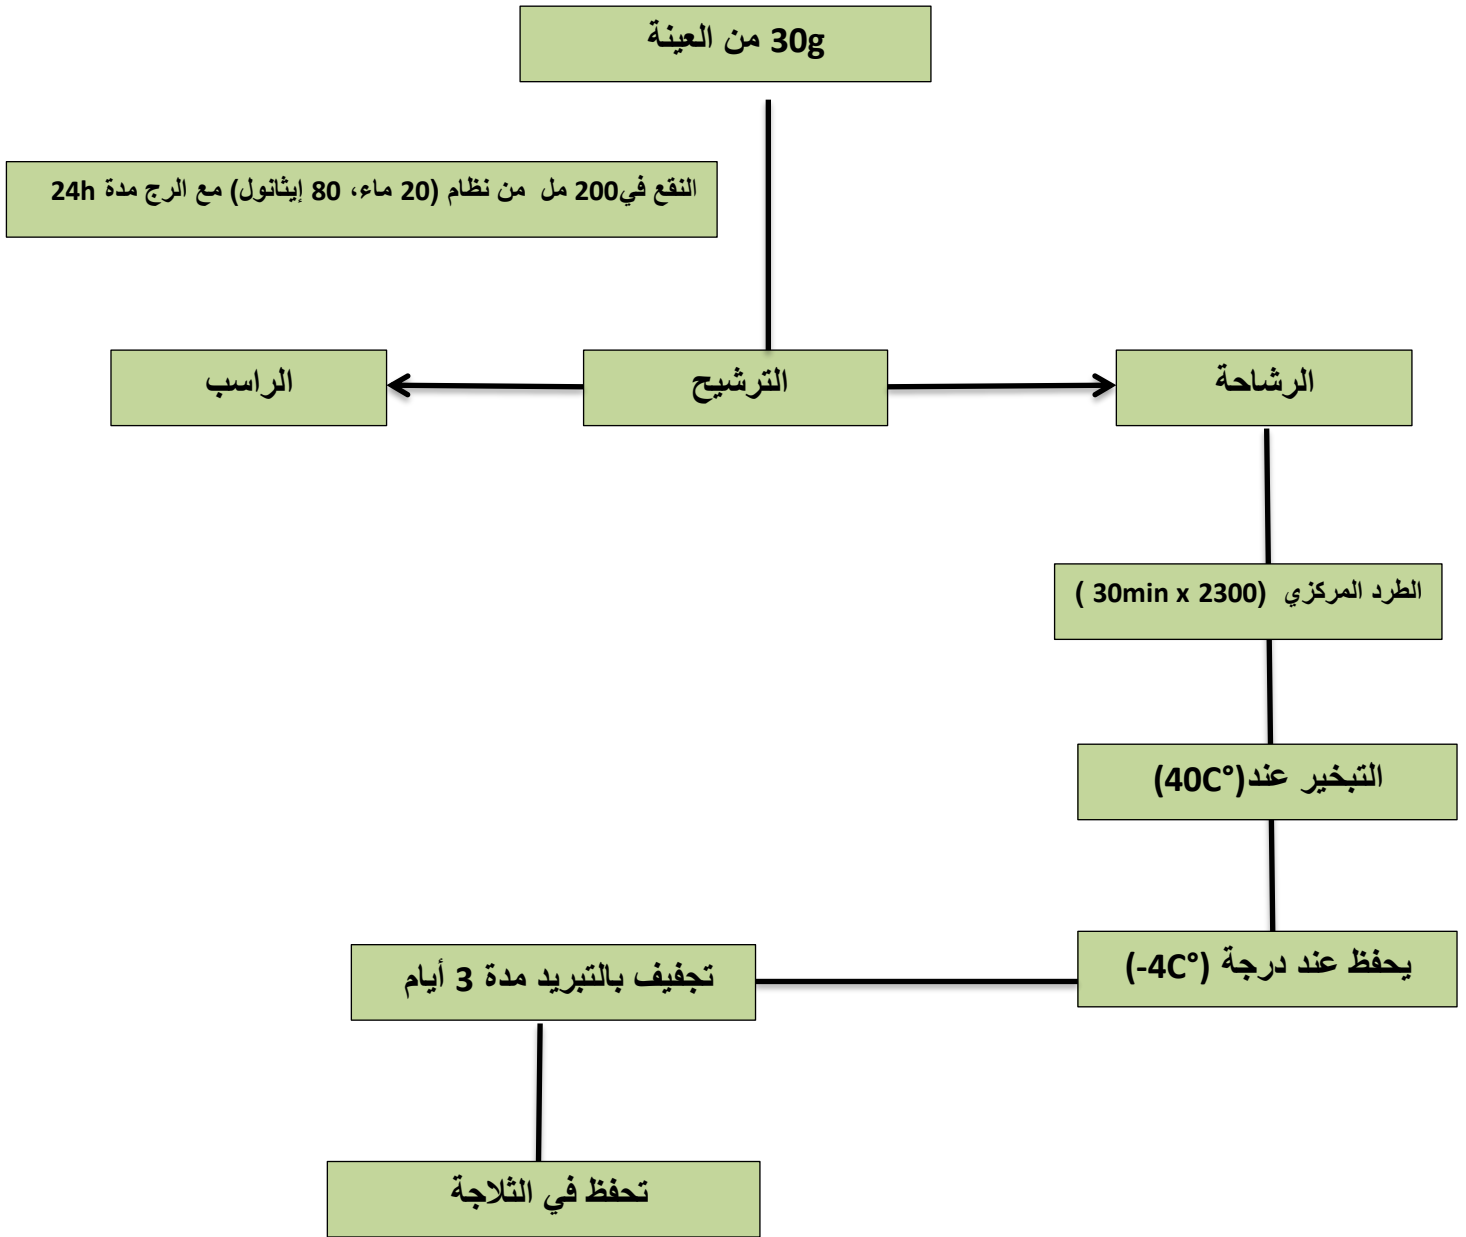 30g من العينة
النقع في200 مل من نظام (20 ماء، 80 إيثانول) مع الرج مدة 24h
الرشاحة
الترشيح
الراسب
الطرد المركزي (2300 x 30min )
التبخير عند(40C°)
يحفظ عند درجة (-4C°)
تجفيف بالتبريد مدة 3 أيام
تحفظ في الثلاجة